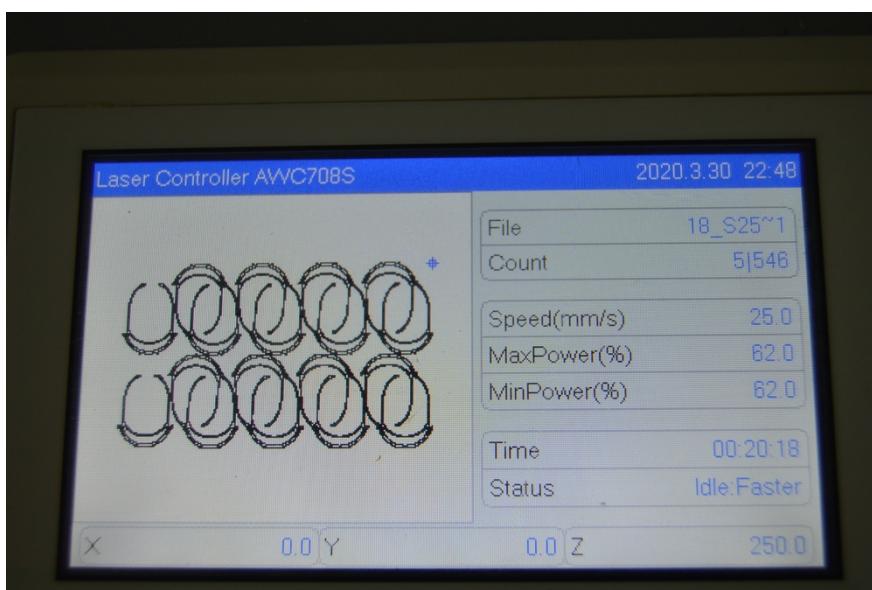 Laser Controller AWC708S 2020.3.30 22:48
File 18_S25~1
Count 5|546
Speed(mm/s) 25.0
MaxPower(%) 62.0
MinPower(%) 62.0
Time 00:20:18
Status Idle:Faster
X 0.0 Y 0.0 Z 250.0